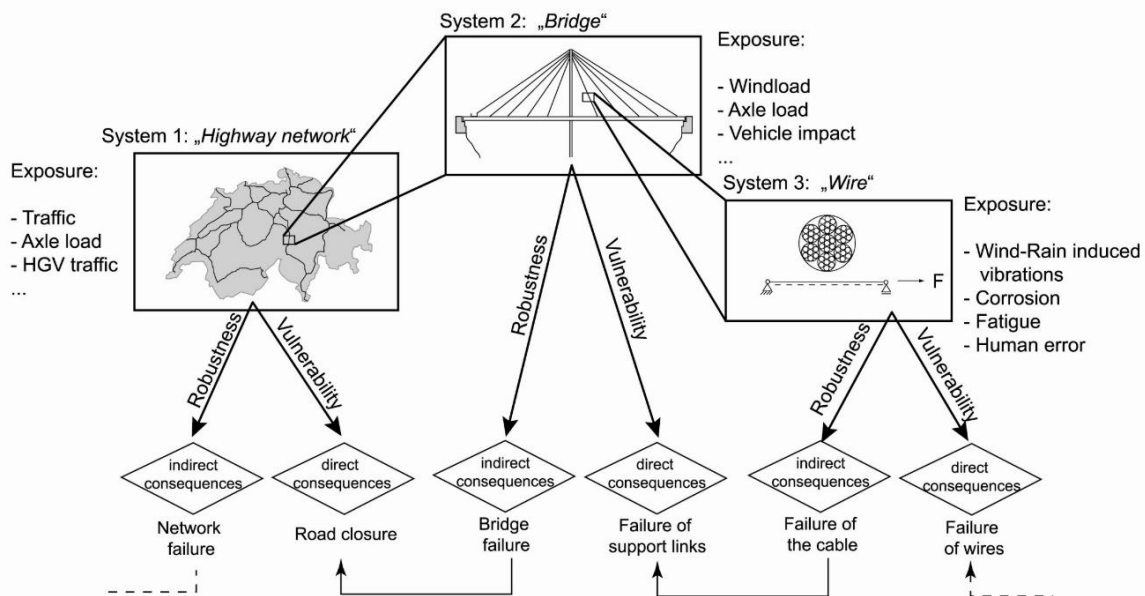 System 2: „Bridge“
Exposure:
- Windload
- Axle load
- Vehicle impact
...
System 1: „Highway network“
Exposure:
- Traffic
- Axle load
- HGV traffic
...
System 3: „Wire“
F
Exposure:
- Wind-Rain induced
vibrations
- Corrosion
- Fatigue
- Human error
Robustness
Vulnerability
Robustness
Vulnerability
Robustness
Vulnerability
indirect
consequences
direct
consequences
indirect
consequences
direct
consequences
indirect
consequences
direct
consequences
Network
failure
Road closure
Bridge
failure
Failure of
support links
Failure of
the cable
Failure
of wires